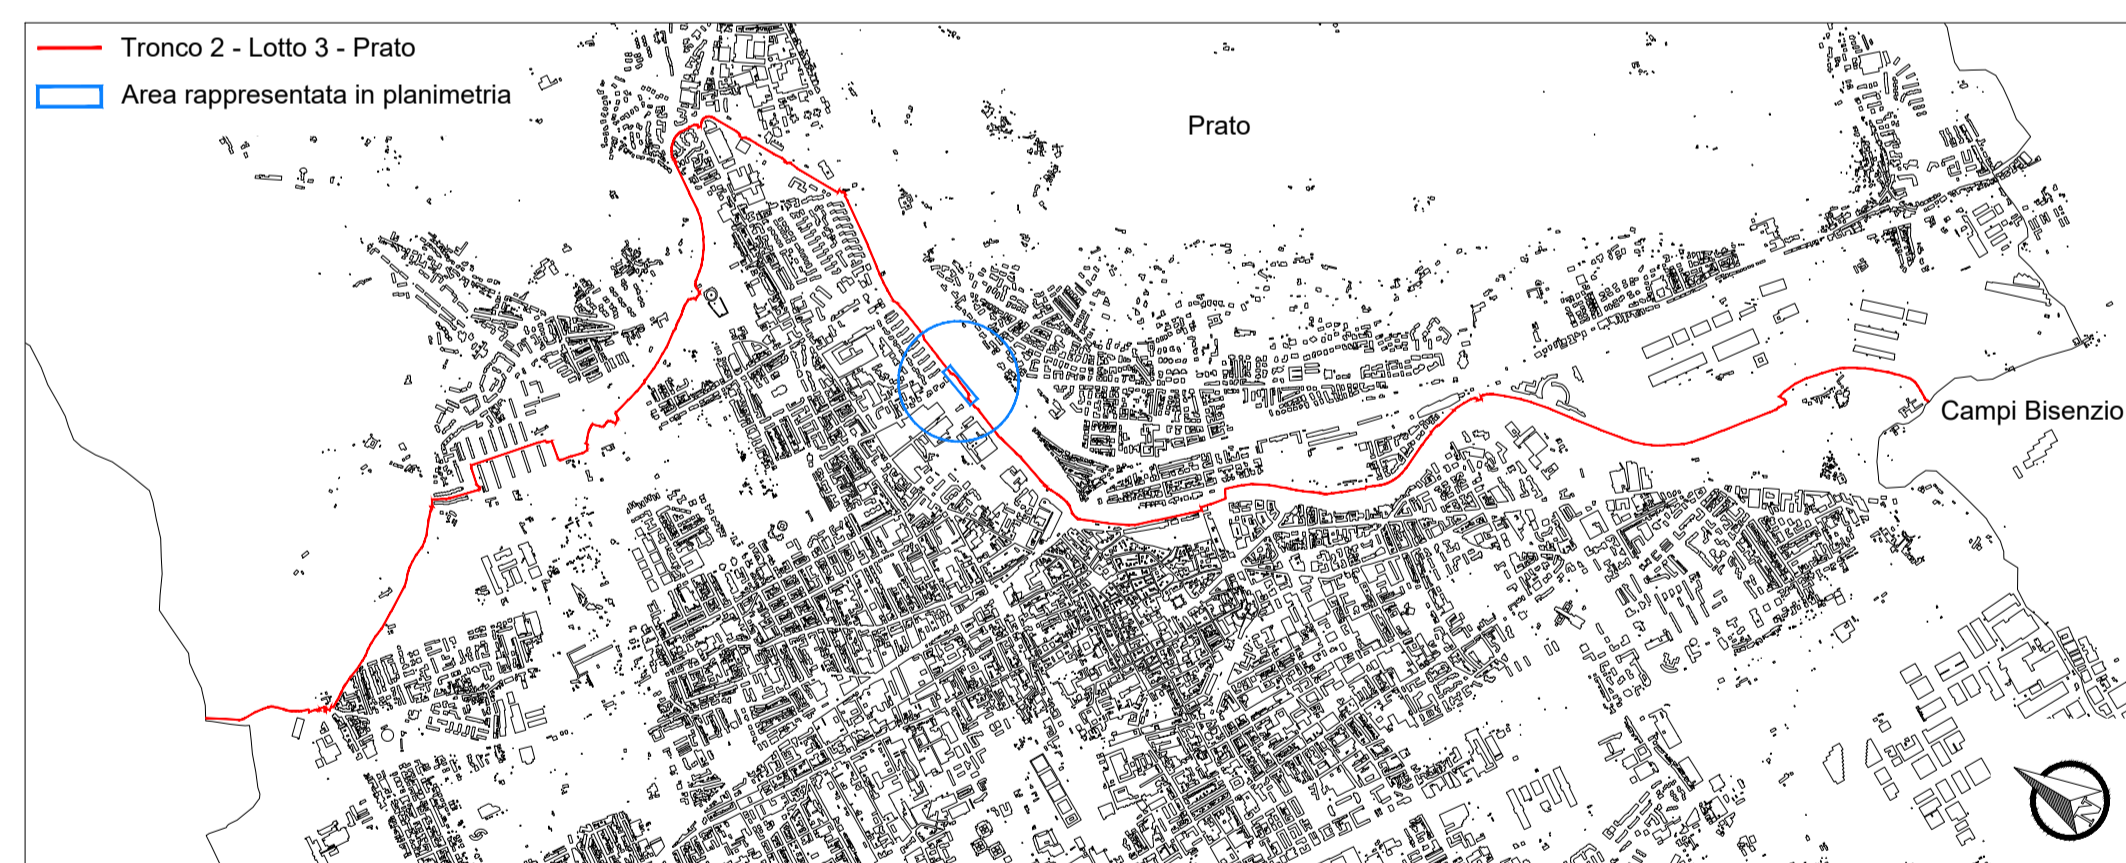 Tronco 2 - Lotto 3 - Prato
Area rappresentata in planimetria
Prato
Campi Bisenzio
N